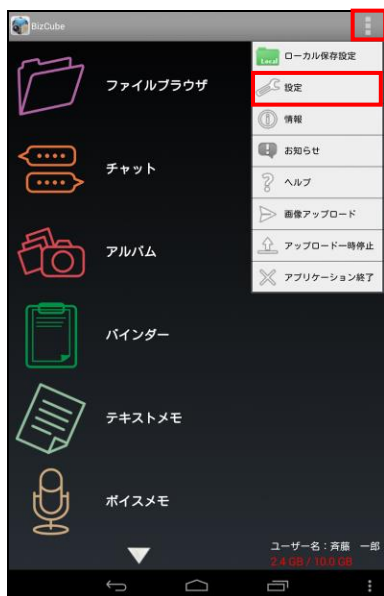 BizCube
ローカル保存設定
Local
設定
情報
お知らせ
ヘルプ
画像アップロード
アップロード一時停止
アプリケーション終了
ファイルブラウザ
チャット
アルバム
バインダー
テキストメモ
ボイスメモ
ユーザー名：斉藤　一郎
2.4 GB / 10.0 GB